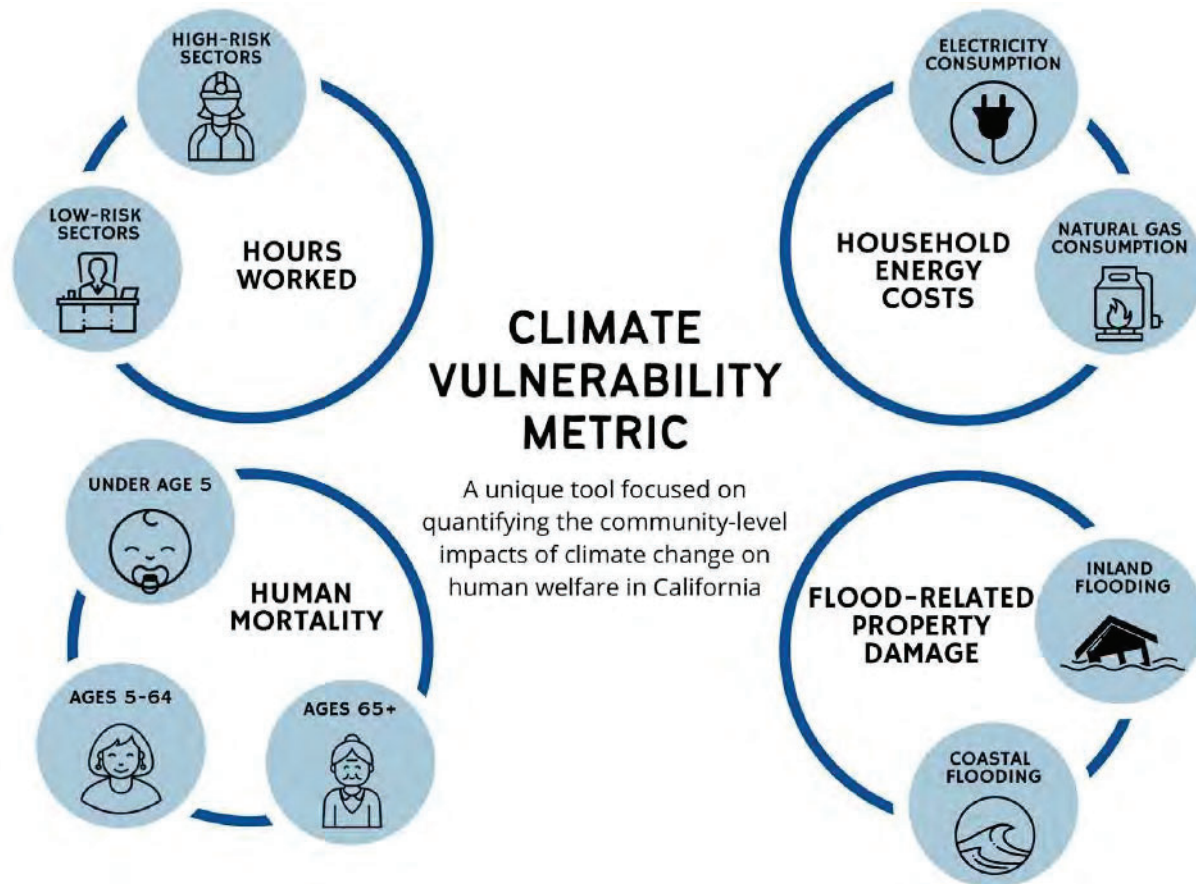 HIGH-RISK
SECTORS
LOW-RISK
SECTORS
HOURS
WORKED
ELECTRICITY
CONSUMPTION
NATURAL GAS
CONSUMPTION
HOUSEHOLD
ENERGY
COSTS
CLIMATE
VULNERABILITY
METRIC
A unique tool focused on
quantifying the community-level
impacts of climate change on
human welfare in California
UNDER AGE 5
HUMAN
MORTALITY
AGES 5-64
AGES 65+
INLAND
FLOODING
FLOOD-RELATED
PROPERTY
DAMAGE
COASTAL
FLOODING